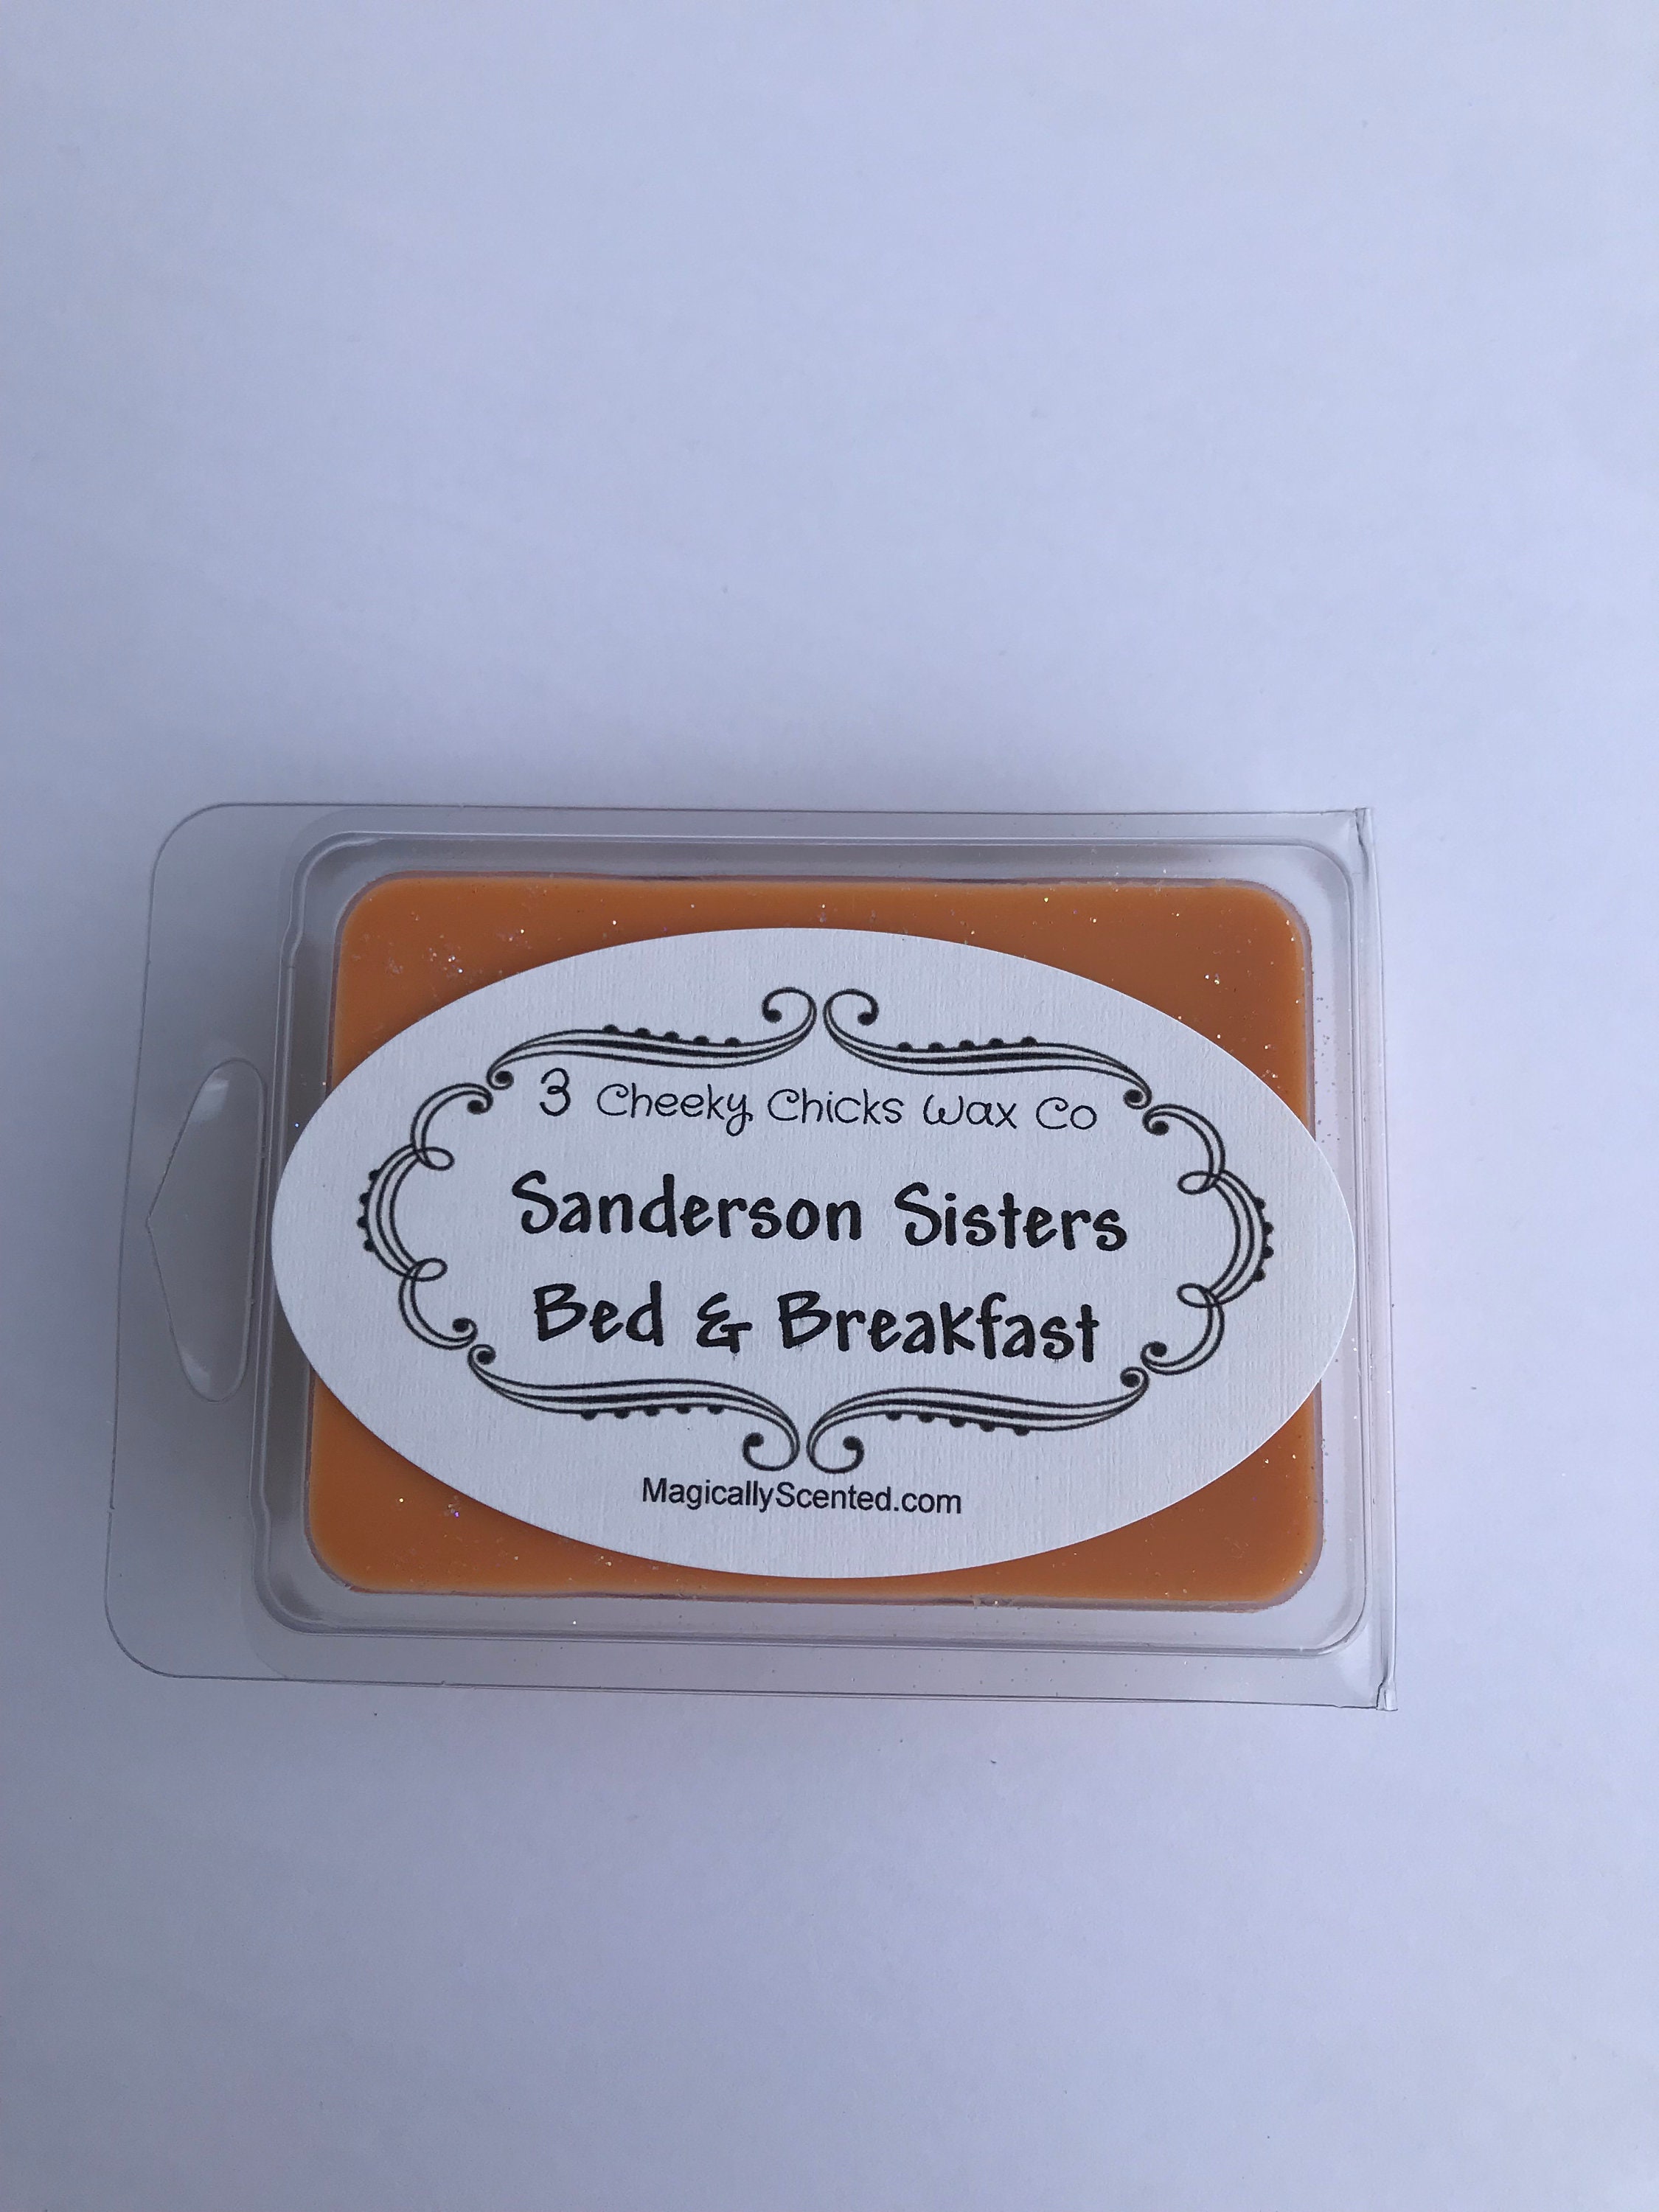 3 Cheeky Chicks Wax Co
Sanderson Sisters
Bed & Breakfast
MagicallyScented.com